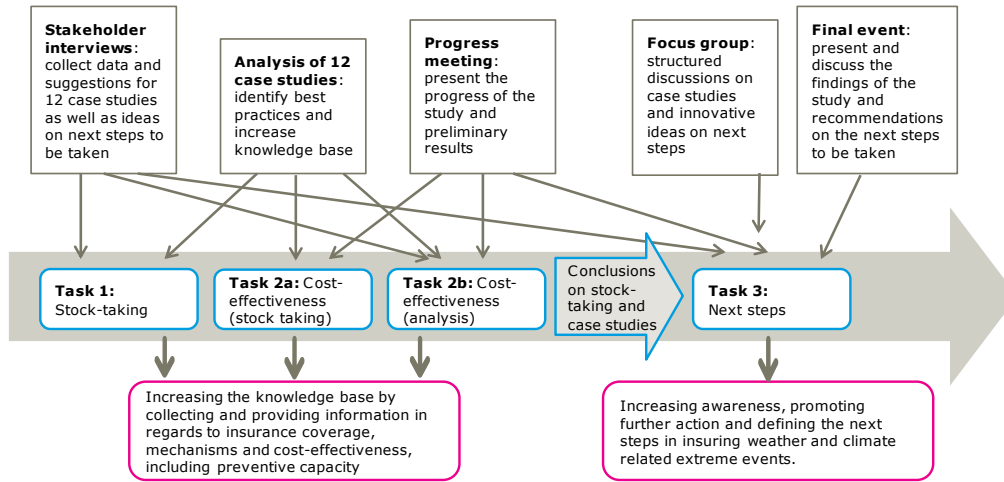 Stakeholder
interviews:
collect data and
suggestions for
12 case studies
as well as ideas
on next steps to
be taken
Analysis of 12
case studies:
identify best
practices and
increase
knowledge base
Progress
meeting:
present the
progress of the
study and
preliminary
results
Focus group:
structured
discussions on
case studies
and innovative
ideas on next
steps
Final event:
present and
discuss the
findings of the
study and
recommendations
on the next steps
to be taken
Task 1:
Stock-taking
Task 2a: Cost-
effectiveness
(stock taking)
Task 2b: Cost-
effectiveness
(analysis)
Conclusions
on stock-
taking and
case studies
Task 3:
Next steps
Increasing the knowledge base by
collecting and providing information in
regards to insurance coverage,
mechanisms and cost-effectiveness,
including preventive capacity
Increasing awareness, promoting
further action and defining the next
steps in insuring weather and climate
related extreme events.